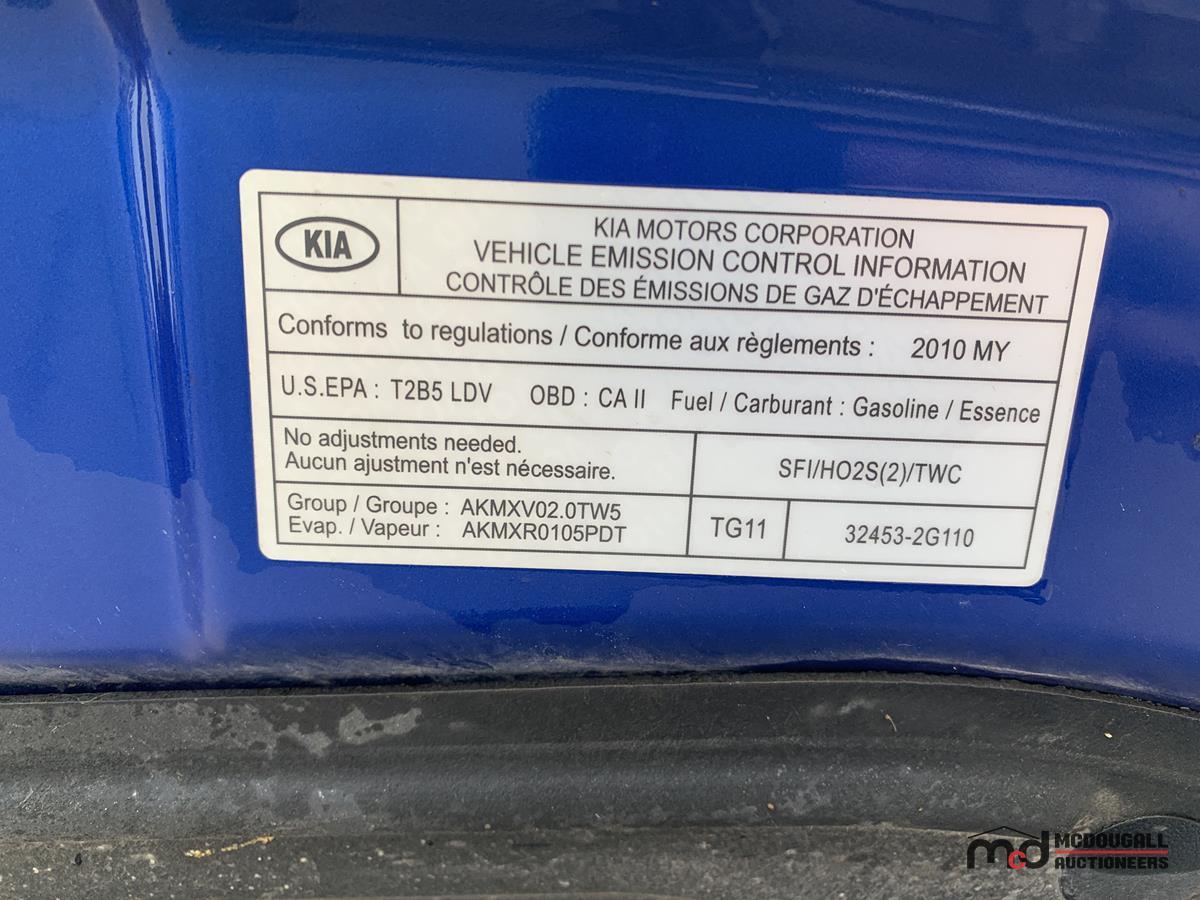 KIA
KIA MOTORS CORPORATION
VEHICLE EMISSION CONTROL INFORMATION
CONTRÔLE DES ÉMISSIONS DE GAZ D'ÉCHAPPEMENT
Conforms to regulations / Conforme aux règlements : 2010 MY
U.S.EPA : T2B5 LDV OBD : CA II Fuel / Carburant : Gasoline / Essence
No adjustments needed.
Aucun ajustment n'est nécessaire.
SFI/HO2S(2)/TWC
Group / Groupe : AKMXV02.0TW5
Evap. / Vapeur : AKMXR0105PDT
TG11
32453-2G110
mcd MCDOUGALL
AUCTIONEERS